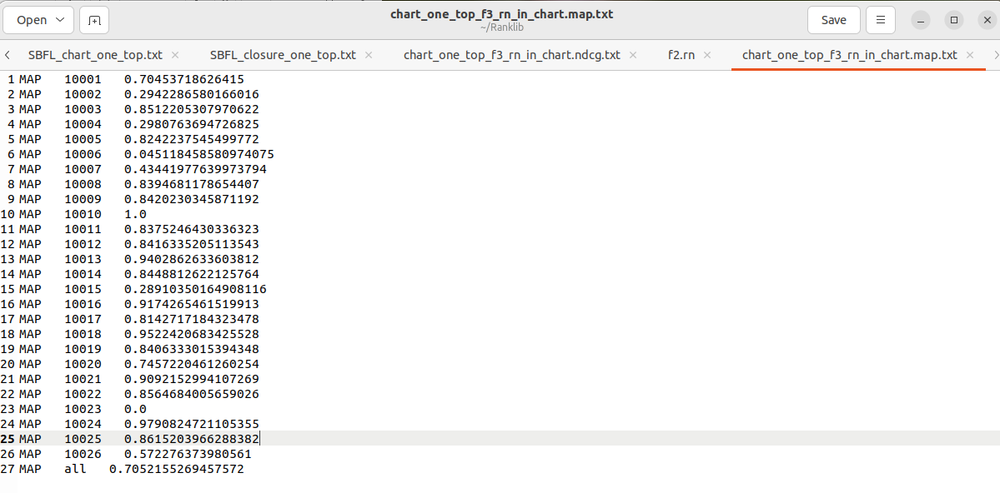 Open
chart_one_top_f3_rn_in_chart.map.txt
~/Ranklib
Save
SBFL_chart_one_top.txt
SBFL_closure_one_top.txt
chart_one_top_f3_rn_in_chart.ndcg.txt
f2.rn
chart_one_top_f3_rn_in_chart.map.txt
1 MAP 10001 0.70453718626415
2 MAP 10002 0.2942286580166016
3 MAP 10003 0.8512205307970622
4 MAP 10004 0.2980763694726825
5 MAP 10005 0.8242237545499772
6 MAP 10006 0.045118458580974075
7 MAP 10007 0.43441977639973794
8 MAP 10008 0.8394681178654407
9 MAP 10009 0.8420230345871192
10 MAP 10010 1.0
11 MAP 10011 0.8375246430336323
12 MAP 10012 0.8416335205113543
13 MAP 10013 0.9402862633603812
14 MAP 10014 0.8448812622125764
15 MAP 10015 0.28910350164908116
16 MAP 10016 0.9174265461519913
17 MAP 10017 0.8142717184323478
18 MAP 10018 0.9522420683425528
19 MAP 10019 0.8406333015394348
20 MAP 10020 0.7457220461260254
21 MAP 10021 0.9092152994107269
22 MAP 10022 0.8564684005659026
23 MAP 10023 0.0
24 MAP 10024 0.9790824721105355
25 MAP 10025 0.8615203966288382
26 MAP 10026 0.572276373980561
27 MAP all 0.7052155269457572